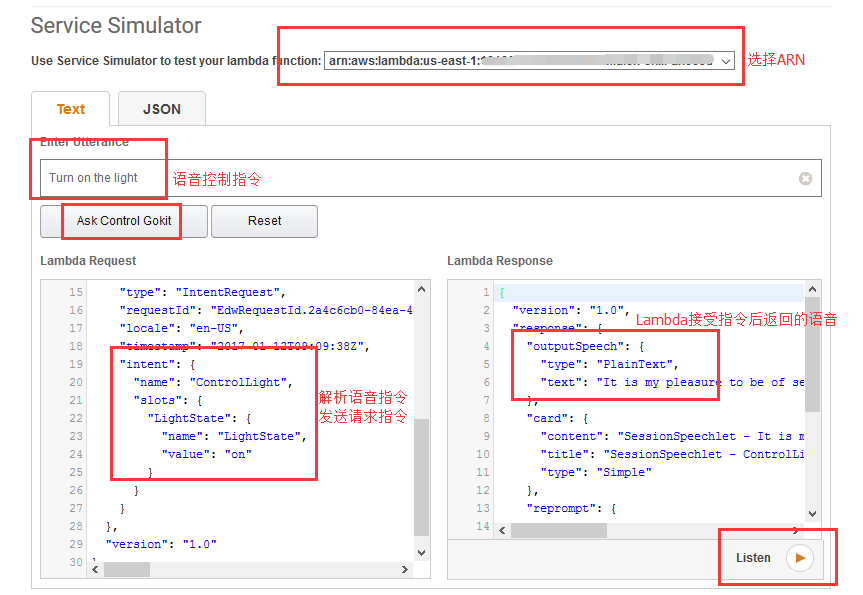 Service Simulator
Use Service Simulator to test your lambda function: arn:aws:lambda:us-east-1:
选择ARN
Text
JSON
Enter Utterance
Turn on the light
语音控制指令
Ask Control Gokit
Reset
Lambda Request
15 "type": "IntentRequest",
16 "requestId": "EdwRequestId.2a4c6cb0-84ea-4
17 "locale": "en-US",
18 "timestamp": "2017-01-12T09:09:38Z",
19 "intent": {
20 "name": "ControlLight",
21 "slots": {
22 "LightState": {
23 "name": "LightState",
24 "value": "on"
25 }
26 }
27 }
28 },
29 "version": "1.0"
30 }
解析语音指令
发送请求指令
Lambda Response
1 {
2 "version": "1.0",
3 "response": {
4 "outputSpeech": {
5 "type": "PlainText",
6 "text": "It is my pleasure to be of se
7 },
8 "card": {
9 "content": "SessionSpeechlet - It is m
10 "title": "SessionSpeechlet - ControlLi
11 "type": "Simple"
12 },
13 "reprompt": {
14
Lambda接受指令后返回的语音
Listen